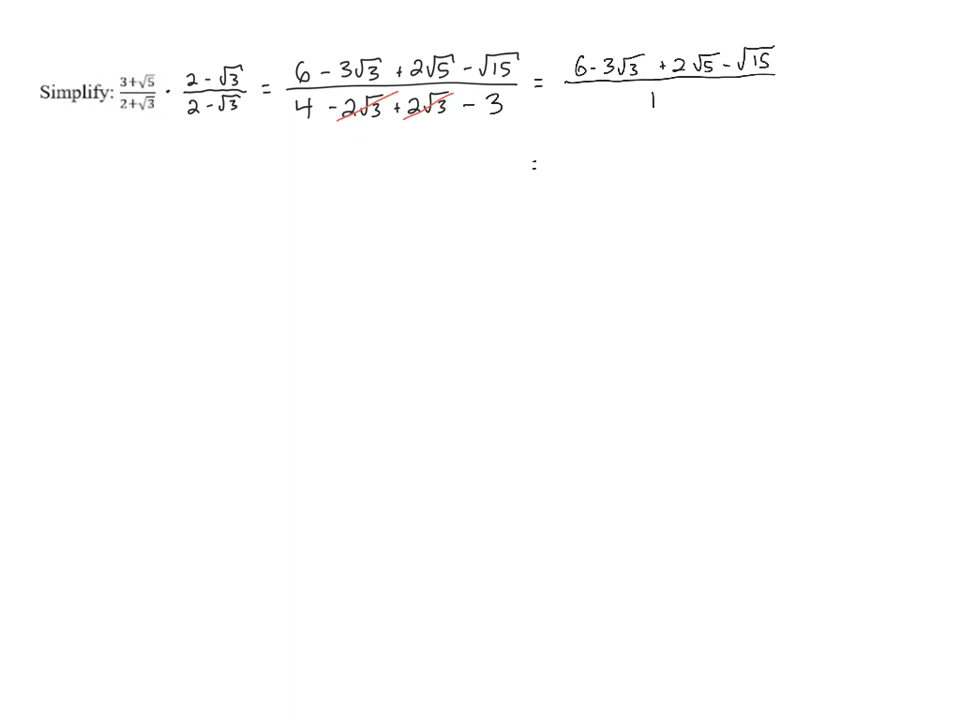 Simplify: (3+√5)/(2+√3) · (2 - √3)/(2 - √3) = (6 - 3√3 + 2√5 - √15)/(4 - 2√3 + 2√3 - 3) = (6 - 3√3 + 2√5 - √15)/1
=